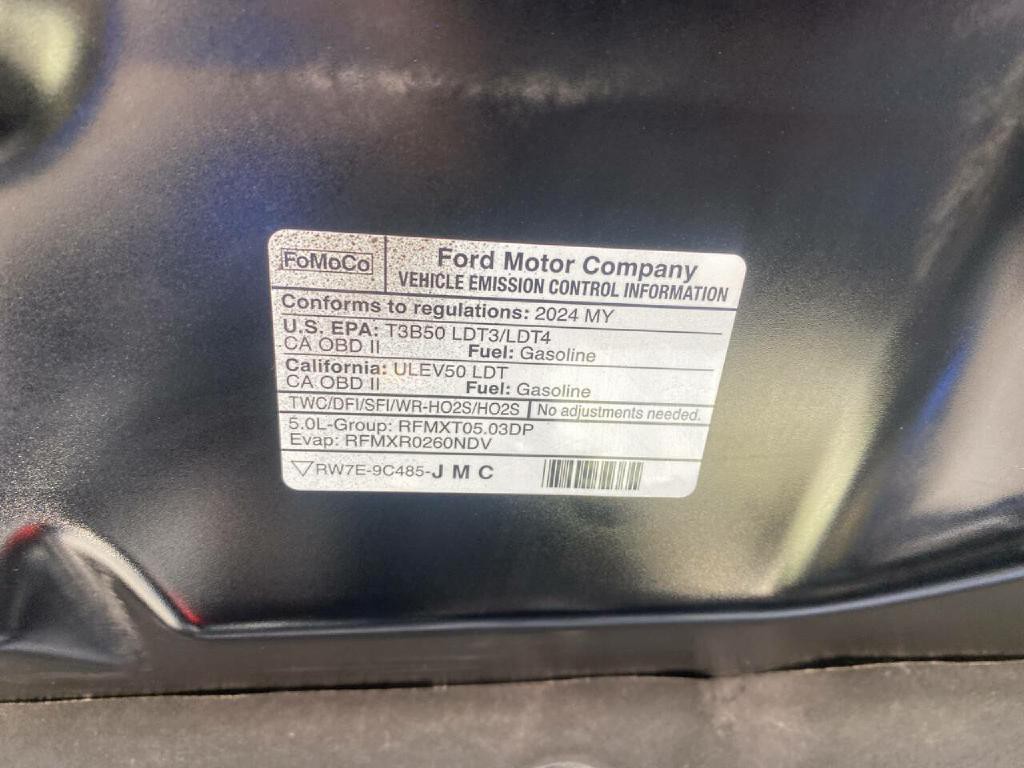 FoMoCo
Ford Motor Company
VEHICLE EMISSION CONTROL INFORMATION
Conforms to regulations: 2024 MY
U.S. EPA: T3B50 LDT3/LDT4
CA OBD II Fuel: Gasoline
California: ULEV50 LDT
CA OBD II Fuel: Gasoline
TWC/DFI/SFI/WR-HO2S/HO2S No adjustments needed.
5.0L-Group: RFMXT05.03DP
Evap: RFMXR0260NDV
RW7E-9C485-J M C